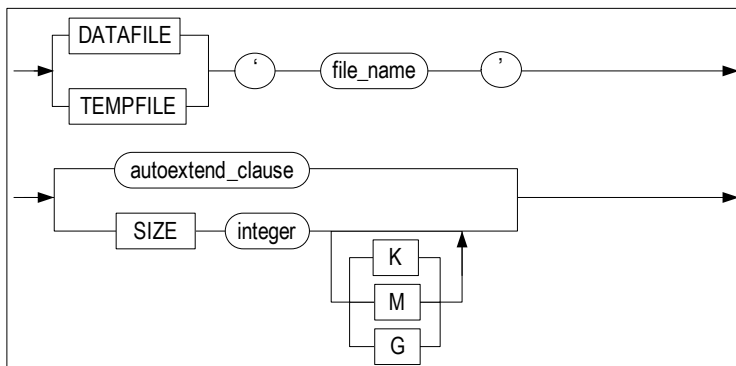 DATAFILE
‘ file_name ’
TEMPFILE
autoextend_clause
SIZE integer
K
M
G